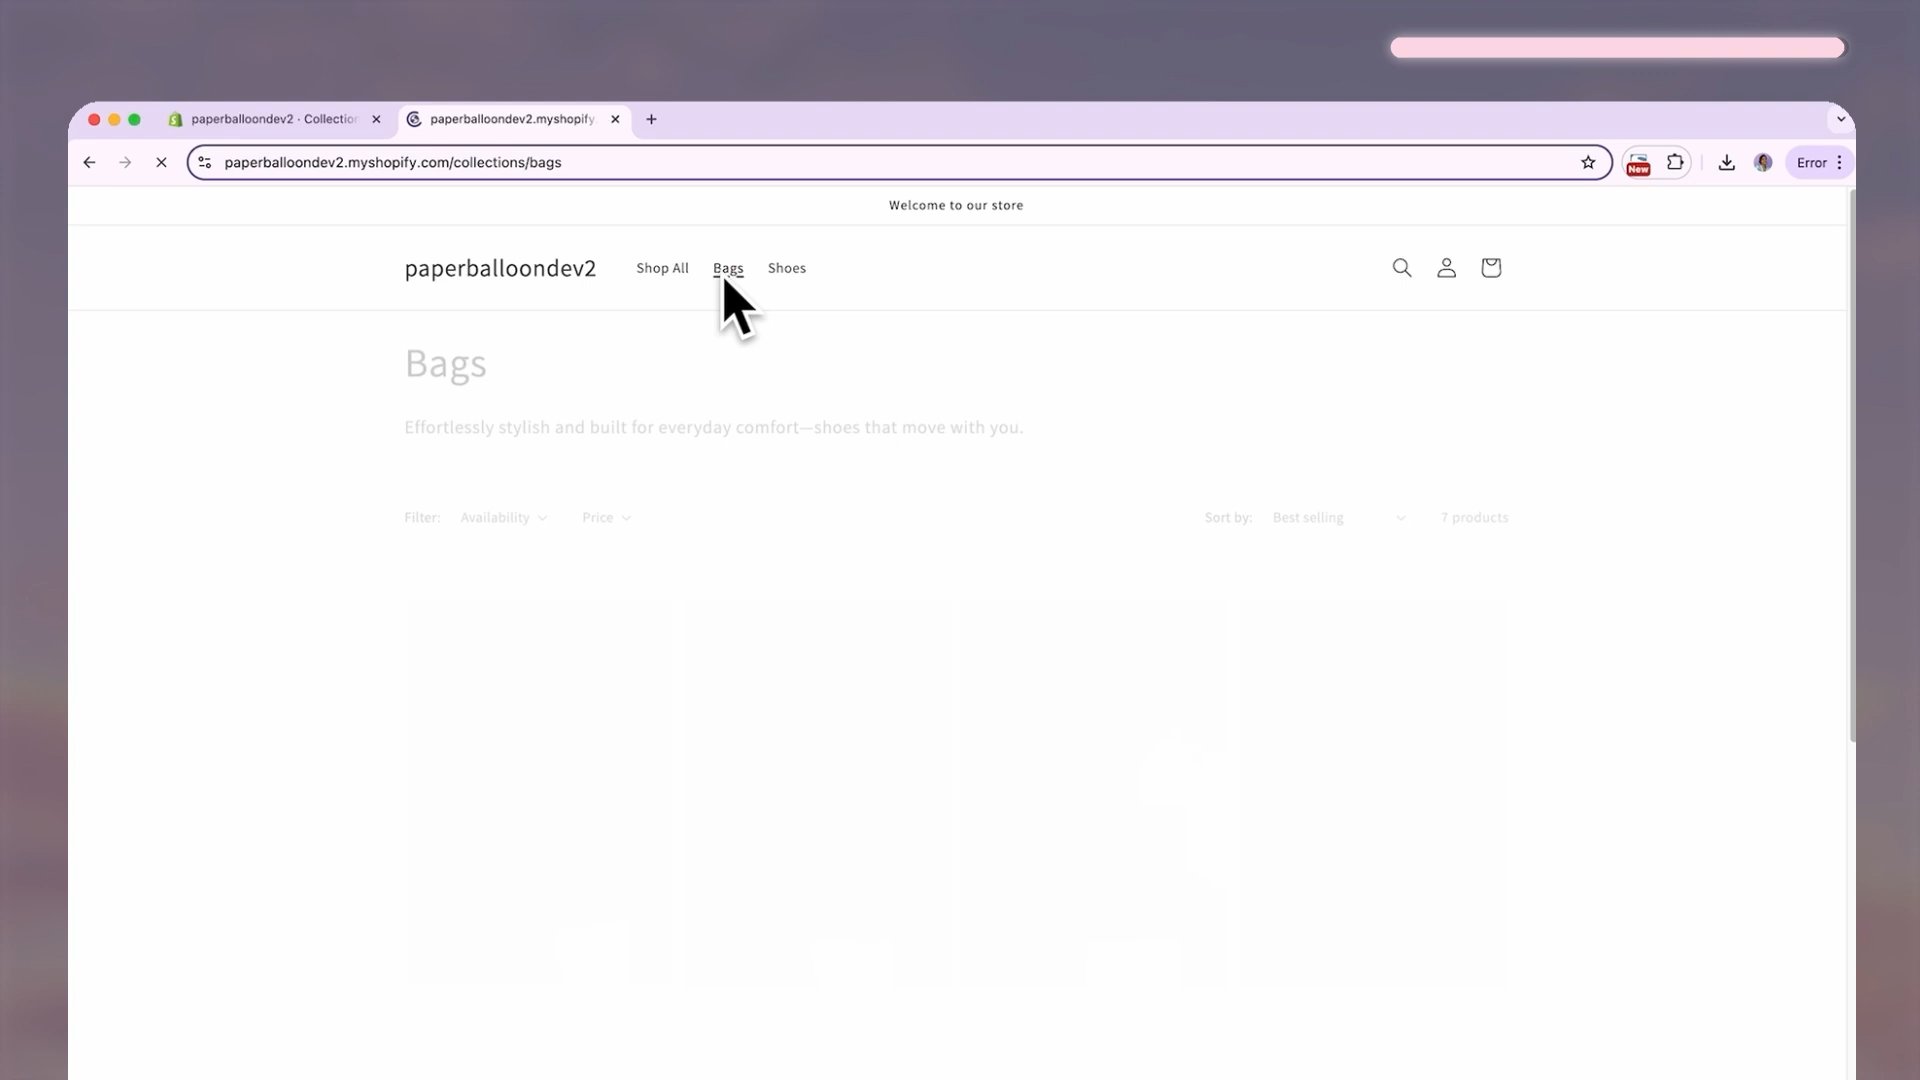 paperballoondev2 · Collection
paperballoondev2.myshopify.
paperballoondev2.myshopify.com/collections/bags
New
Error
Welcome to our store
paperballoondev2
Shop All
Bags
Shoes
Bags
Effortlessly stylish and built for everyday comfort—shoes that move with you.
Filter: Availability Price
Sort by: Best selling 7 products